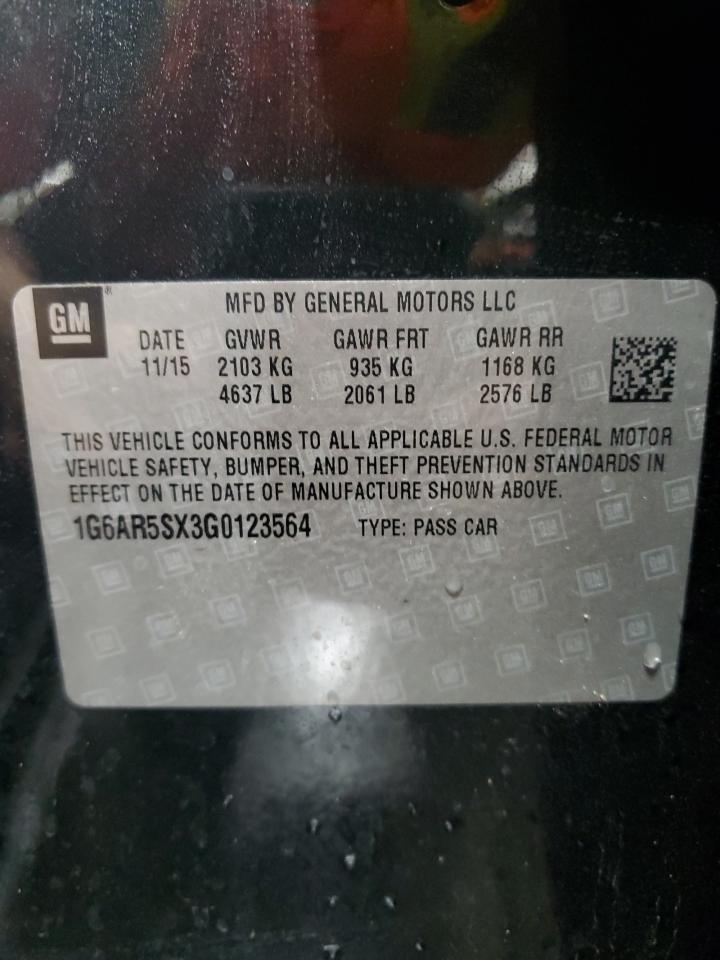 GM
MFD BY GENERAL MOTORS LLC
DATE GVWR GAWR FRT GAWR RR
11/15 2103 KG 935 KG 1168 KG
4637 LB 2061 LB 2576 LB
THIS VEHICLE CONFORMS TO ALL APPLICABLE U.S. FEDERAL MOTOR
VEHICLE SAFETY, BUMPER, AND THEFT PREVENTION STANDARDS IN
EFFECT ON THE DATE OF MANUFACTURE SHOWN ABOVE.
1G6AR5SX3G0123564 TYPE: PASS CAR